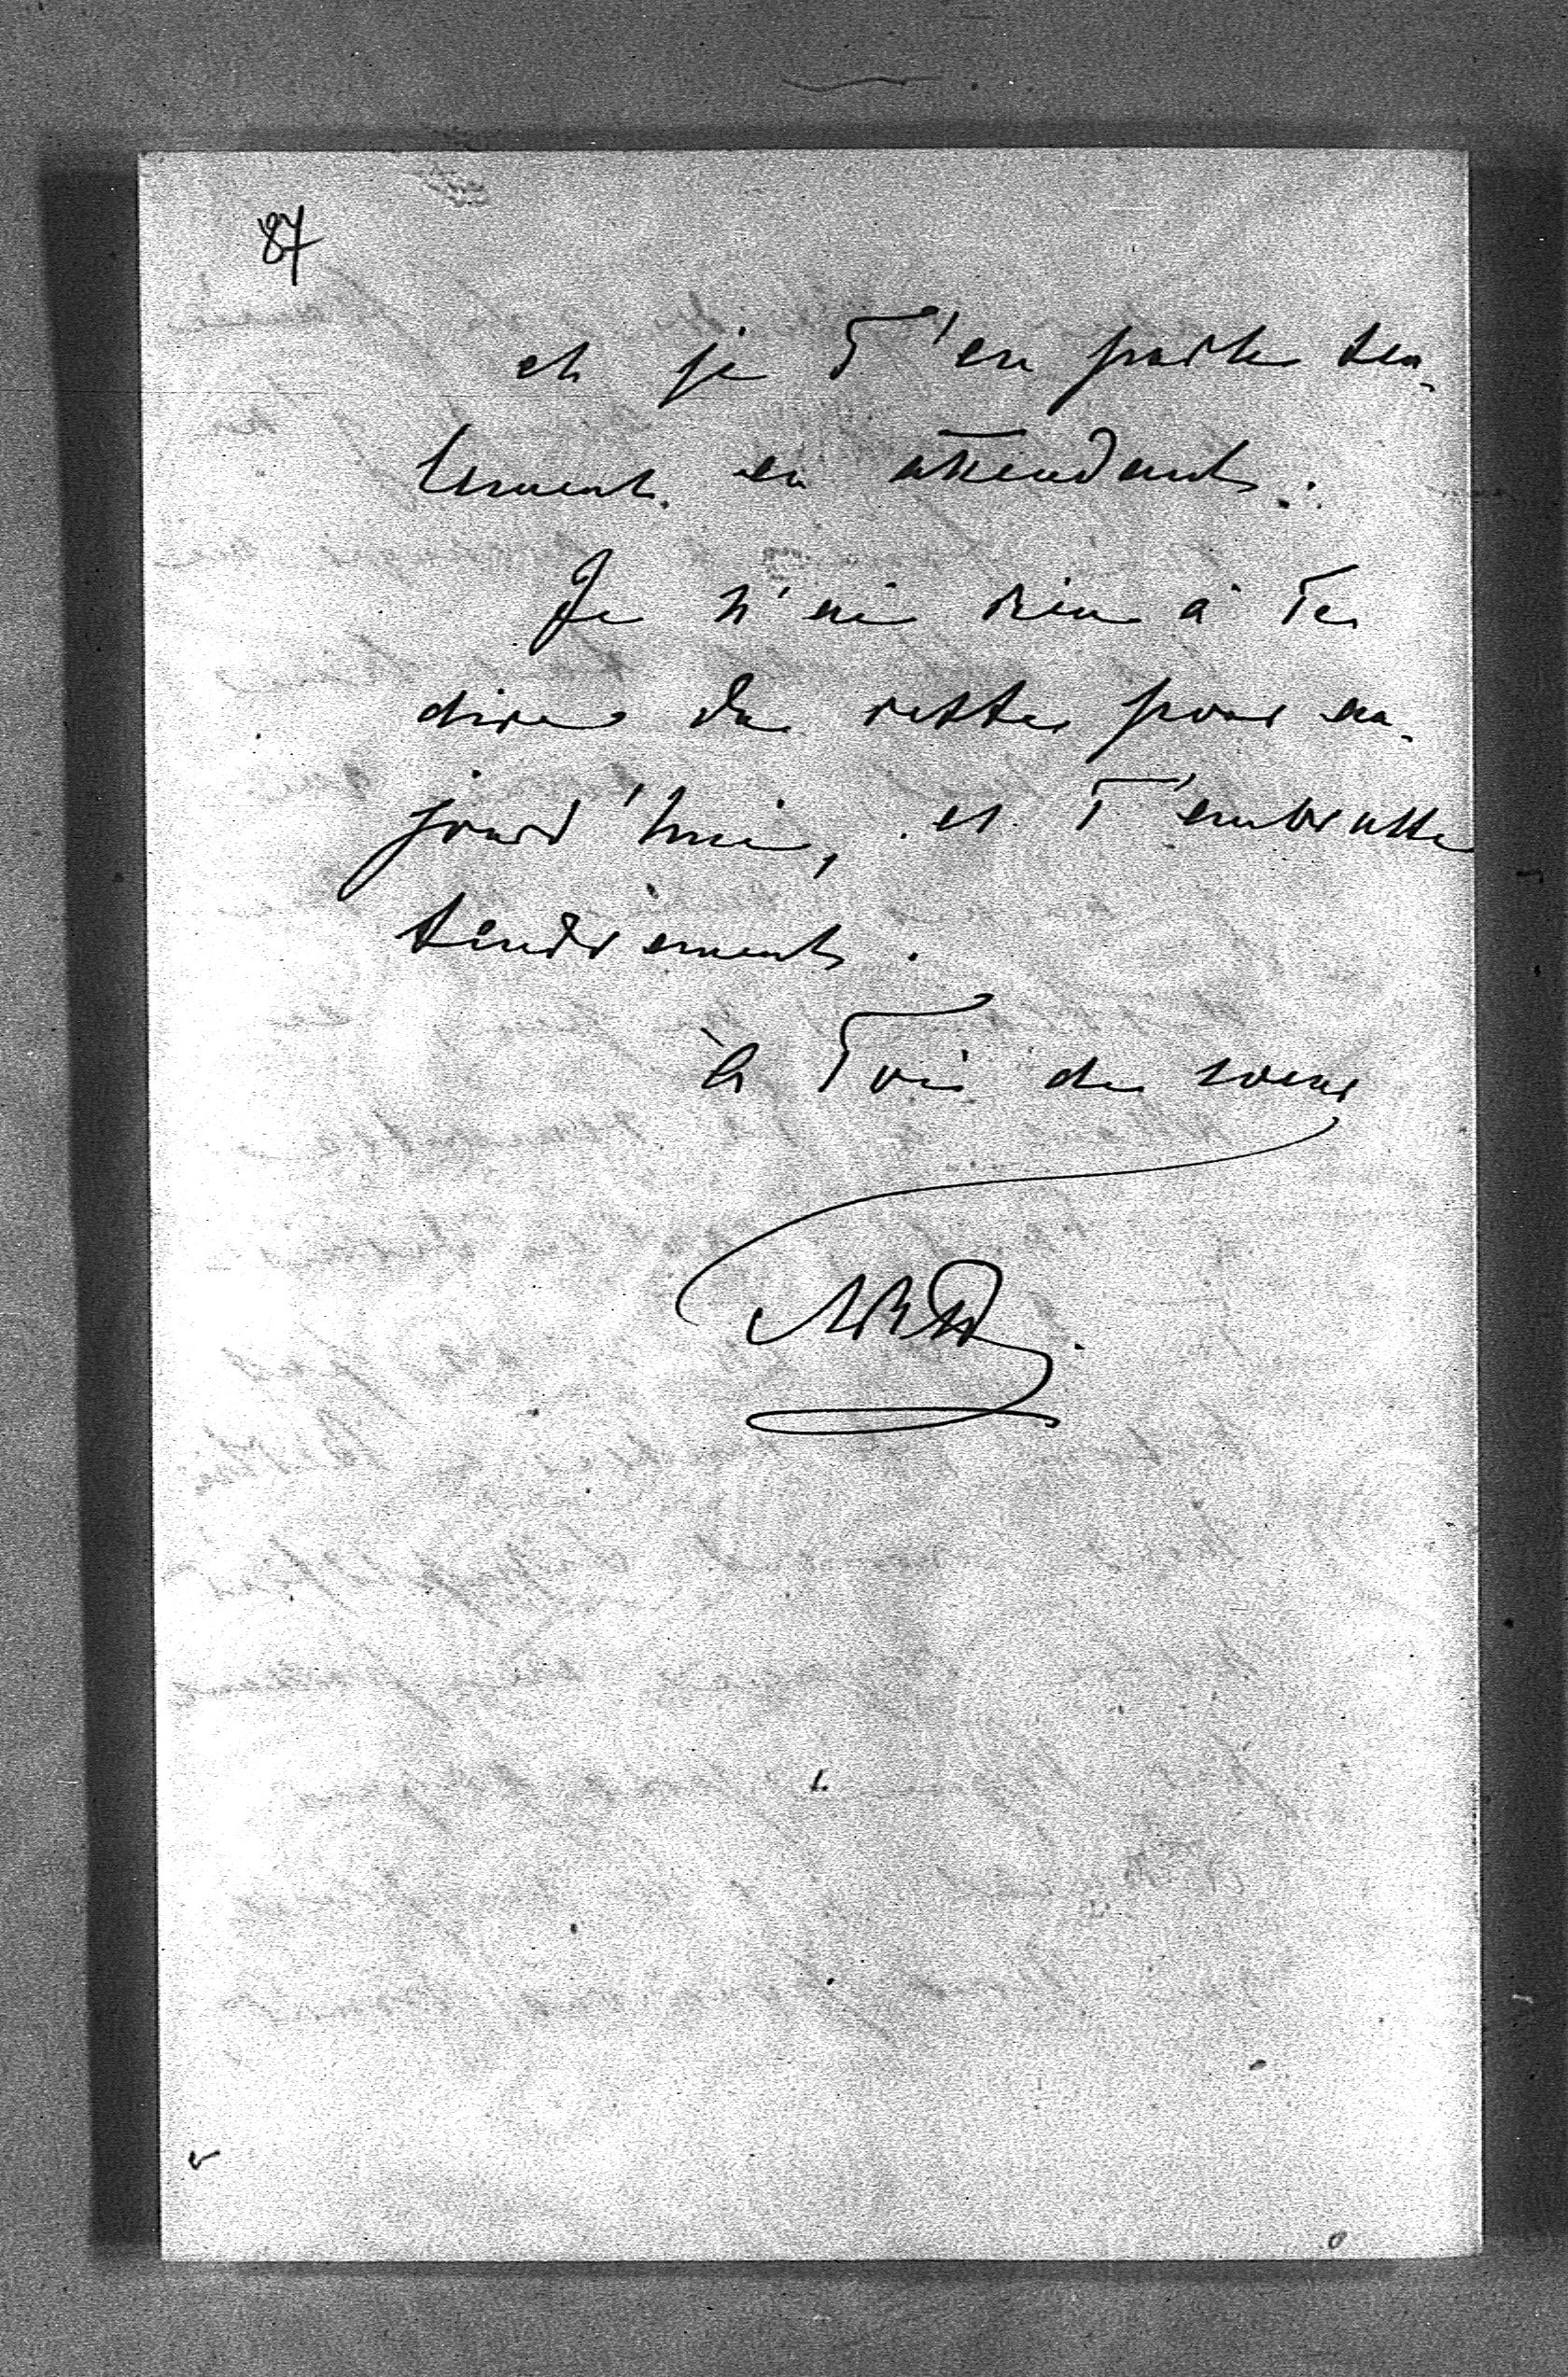 87
et je T'en parle seu-
lement en attendant.
Je n'ai rien à Te
dire du reste pour au-
jourd'hui, et T'embrasse
tendrement.
à Toi de coeur